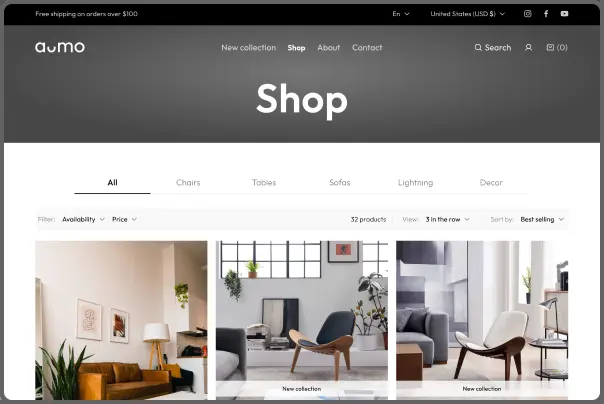 Free shipping on orders over $100
En
United States (USD $)
aumo
New collection
Shop
About
Contact
Search
(0)
Shop
All
Chairs
Tables
Sofas
Lightning
Decor
Filter:
Availability
Price
32 products
View:
3 in the row
Sort by:
Best selling
New collection
New collection